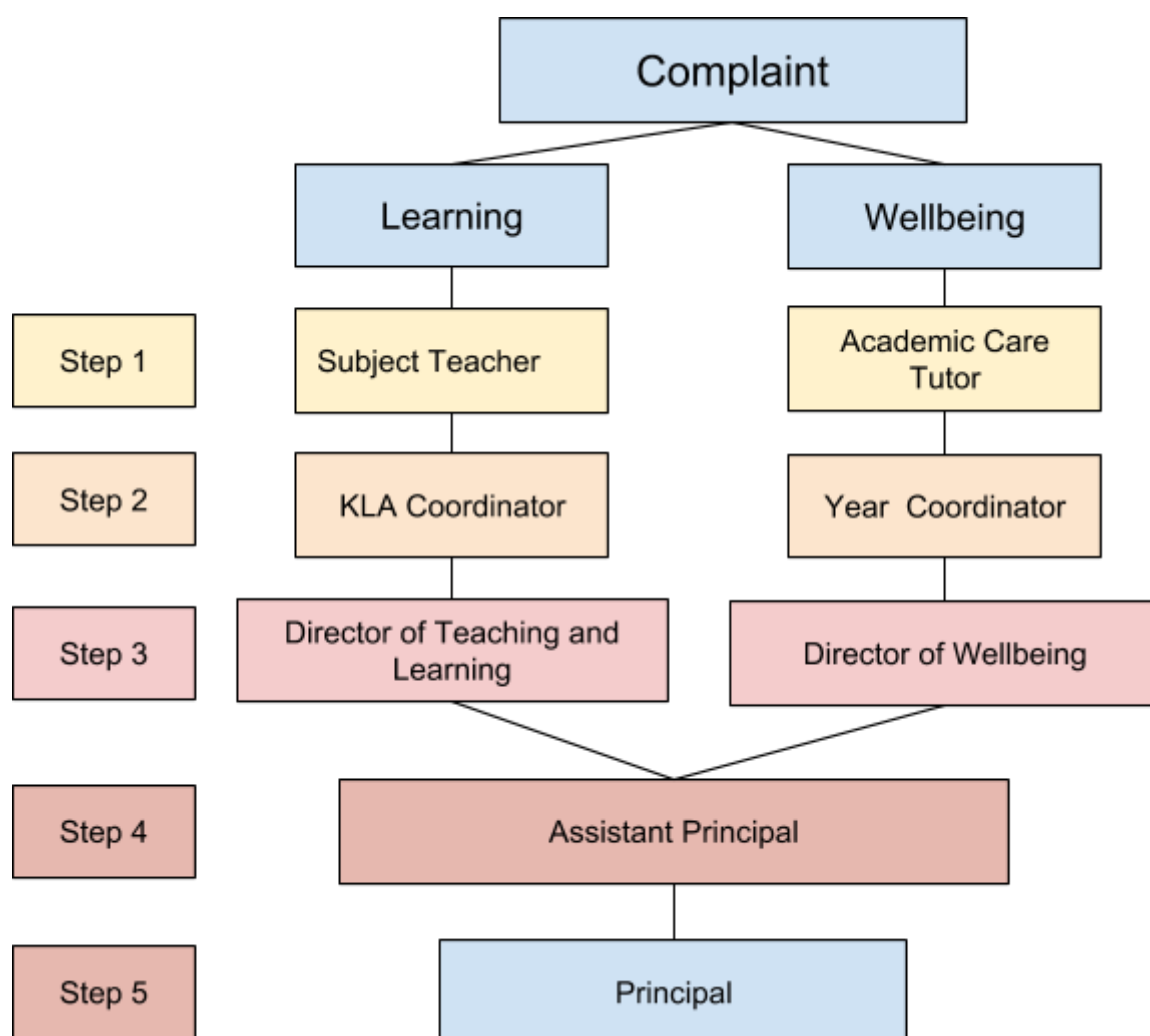 Complaint
Learning
Wellbeing
Step 1
Subject Teacher
Academic Care
Tutor
Step 2
KLA Coordinator
Year Coordinator
Step 3
Director of Teaching and
Learning
Director of Wellbeing
Step 4
Assistant Principal
Step 5
Principal